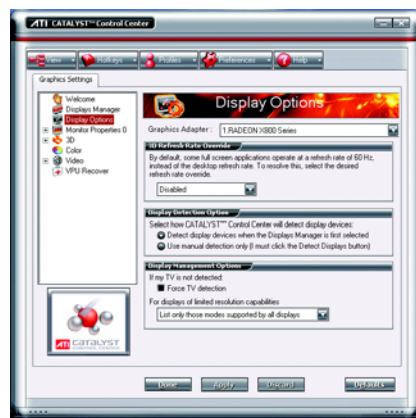 ATI CATALYST™ Control Center
View
Hotkeys
Profiles
Preferences
Help
Graphics Settings
Welcome
Displays Manager
Display Options
Monitor Properties 0
3D
Color
Video
VPU Recover
Display Options
Graphics Adapter :
1.RADEON X800 Series
3D Refresh Rate Override
By default, some full screen applications operate at a refresh rate of 60 Hz,
instead of the desktop refresh rate. To resolve this, select the desired
refresh rate override.
Disabled
Display Detection Option
Select how CATALYST™ Control Center will detect display devices:
Detect display devices when the Displays Manager is first selected
Use manual detection only (I must click the Detect Displays button)
Display Management Options
If my TV is not detected:
Force TV detection
For displays of limited resolution capabilities
List only those modes supported by all displays
ATI CATALYST
CONTROL CENTER
Done
Apply
Discard
Defaults